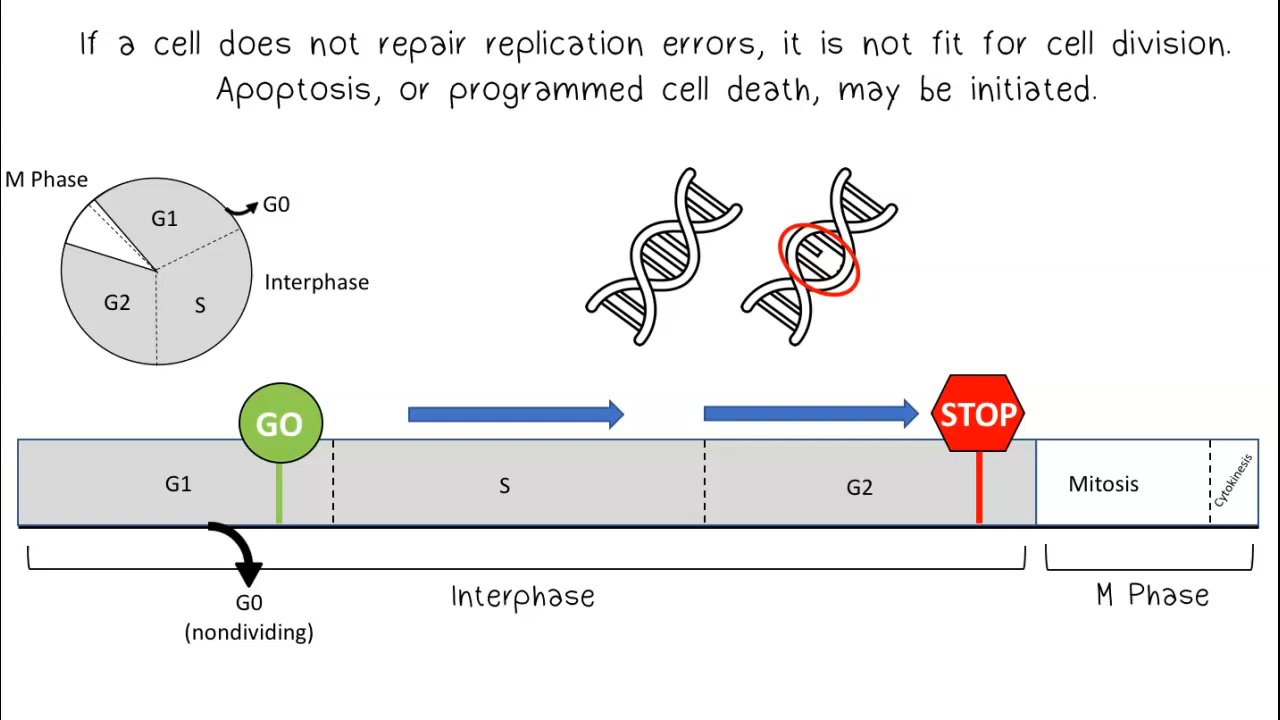 If a cell does not repair replication errors, it is not fit for cell division.
Apoptosis, or programmed cell death, may be initiated.
M Phase
G1
G0
Interphase
G2
S
GO
STOP
G1
S
G2
Mitosis
Cytokinesis
G0
(nondividing)
Interphase
M Phase